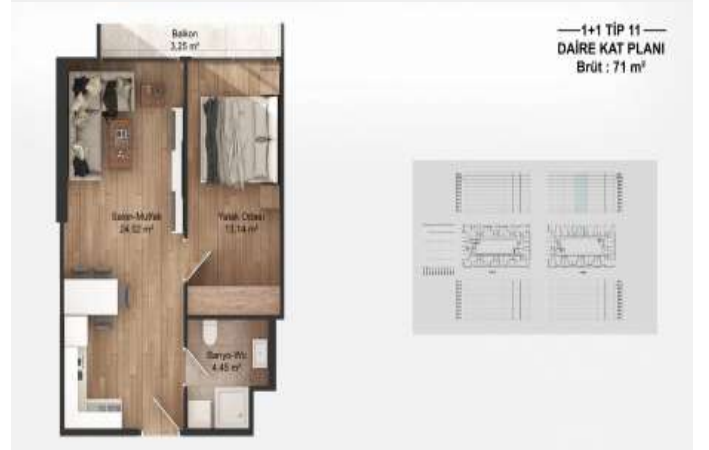 1+1 TİP 11
DAİRE KAT PLANI
Brüt : 71 m²
Balkon
3,25 m²
Salon-Mutfak
24,52 m²
Yatak Odası
13,14 m²
Banyo-Wc
4,45 m²